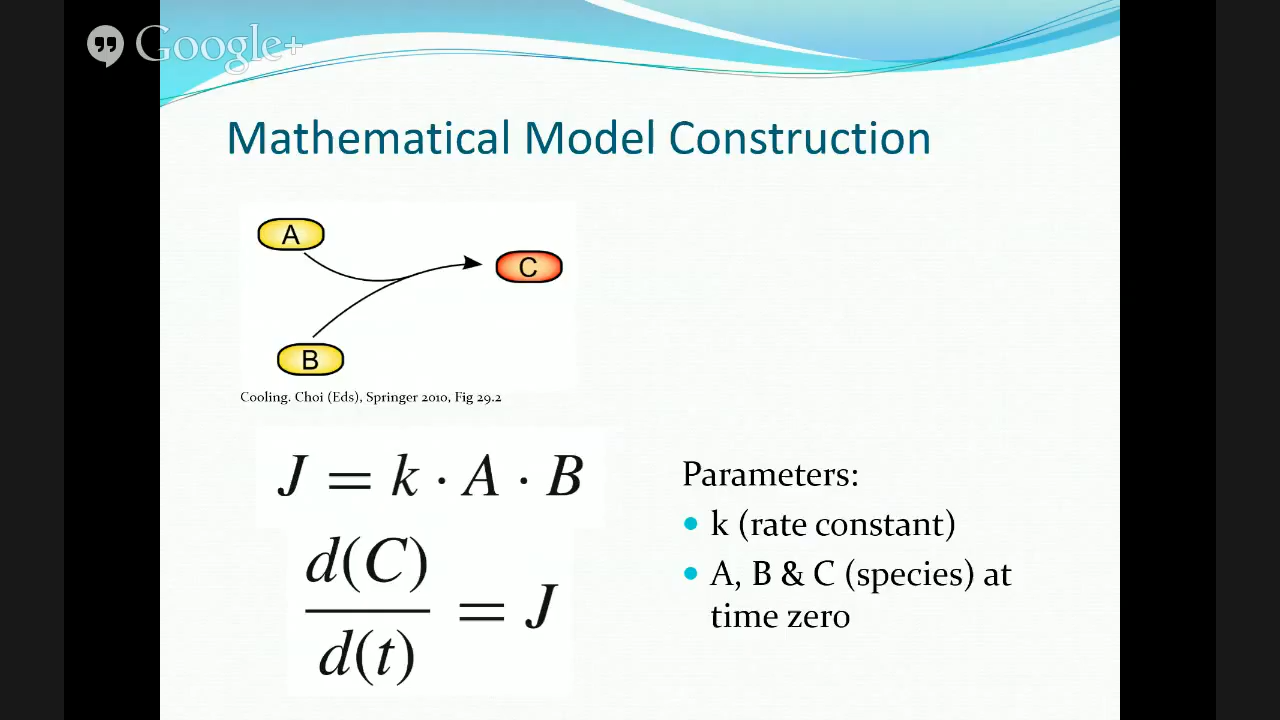 Google+
Mathematical Model Construction
A
C
B
Cooling. Choi (Eds), Springer 2010, Fig 29.2
J = k · A · B
d(C)
= J
d(t)
Parameters:
k (rate constant)
A, B & C (species) at
time zero